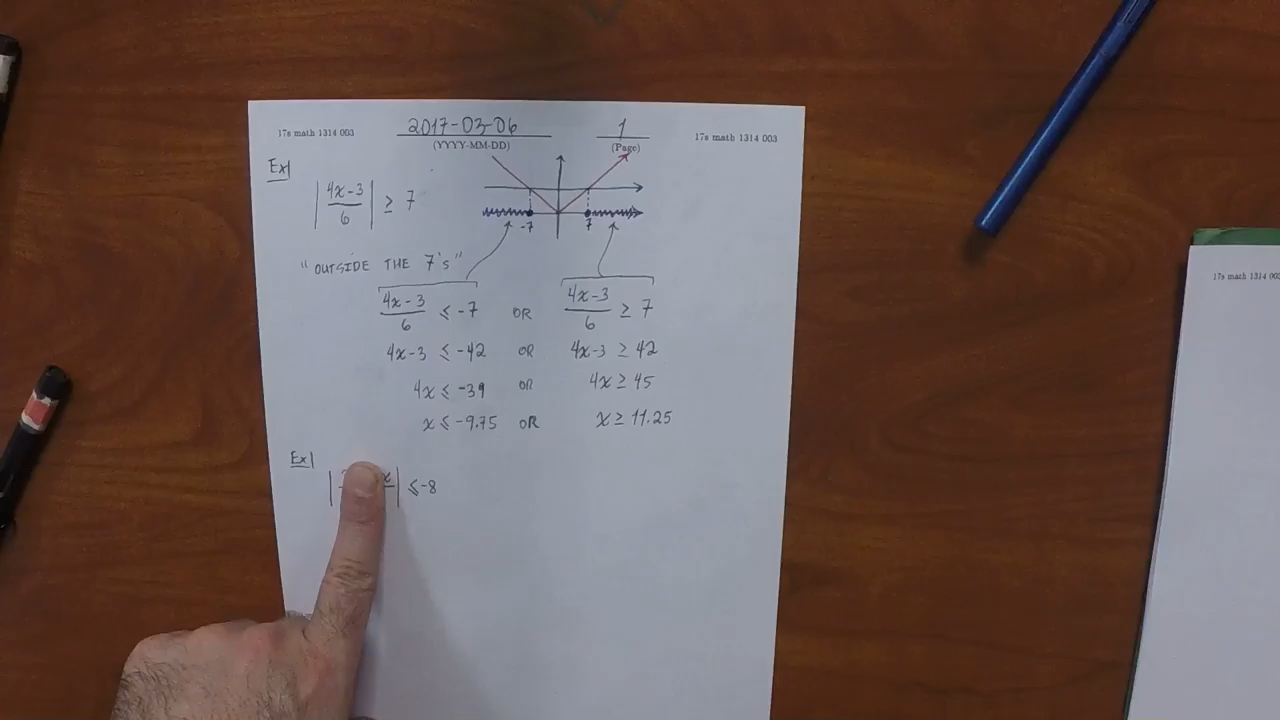 17s math 1314 003 2017-03-06 1 17s math 1314 003
(YYYY-MM-DD) (Page)
Ex|
|4x-3/6| ≥ 7
-7 7
"OUTSIDE THE 7's"
4x-3/6 ≤ -7 OR 4x-3/6 ≥ 7
4x-3 ≤ -42 OR 4x-3 ≥ 42
4x ≤ -39 OR 4x ≥ 45
x ≤ -9.75 OR x ≥ 11.25
Ex|
| x| ≤ -8
17s math 1314 00